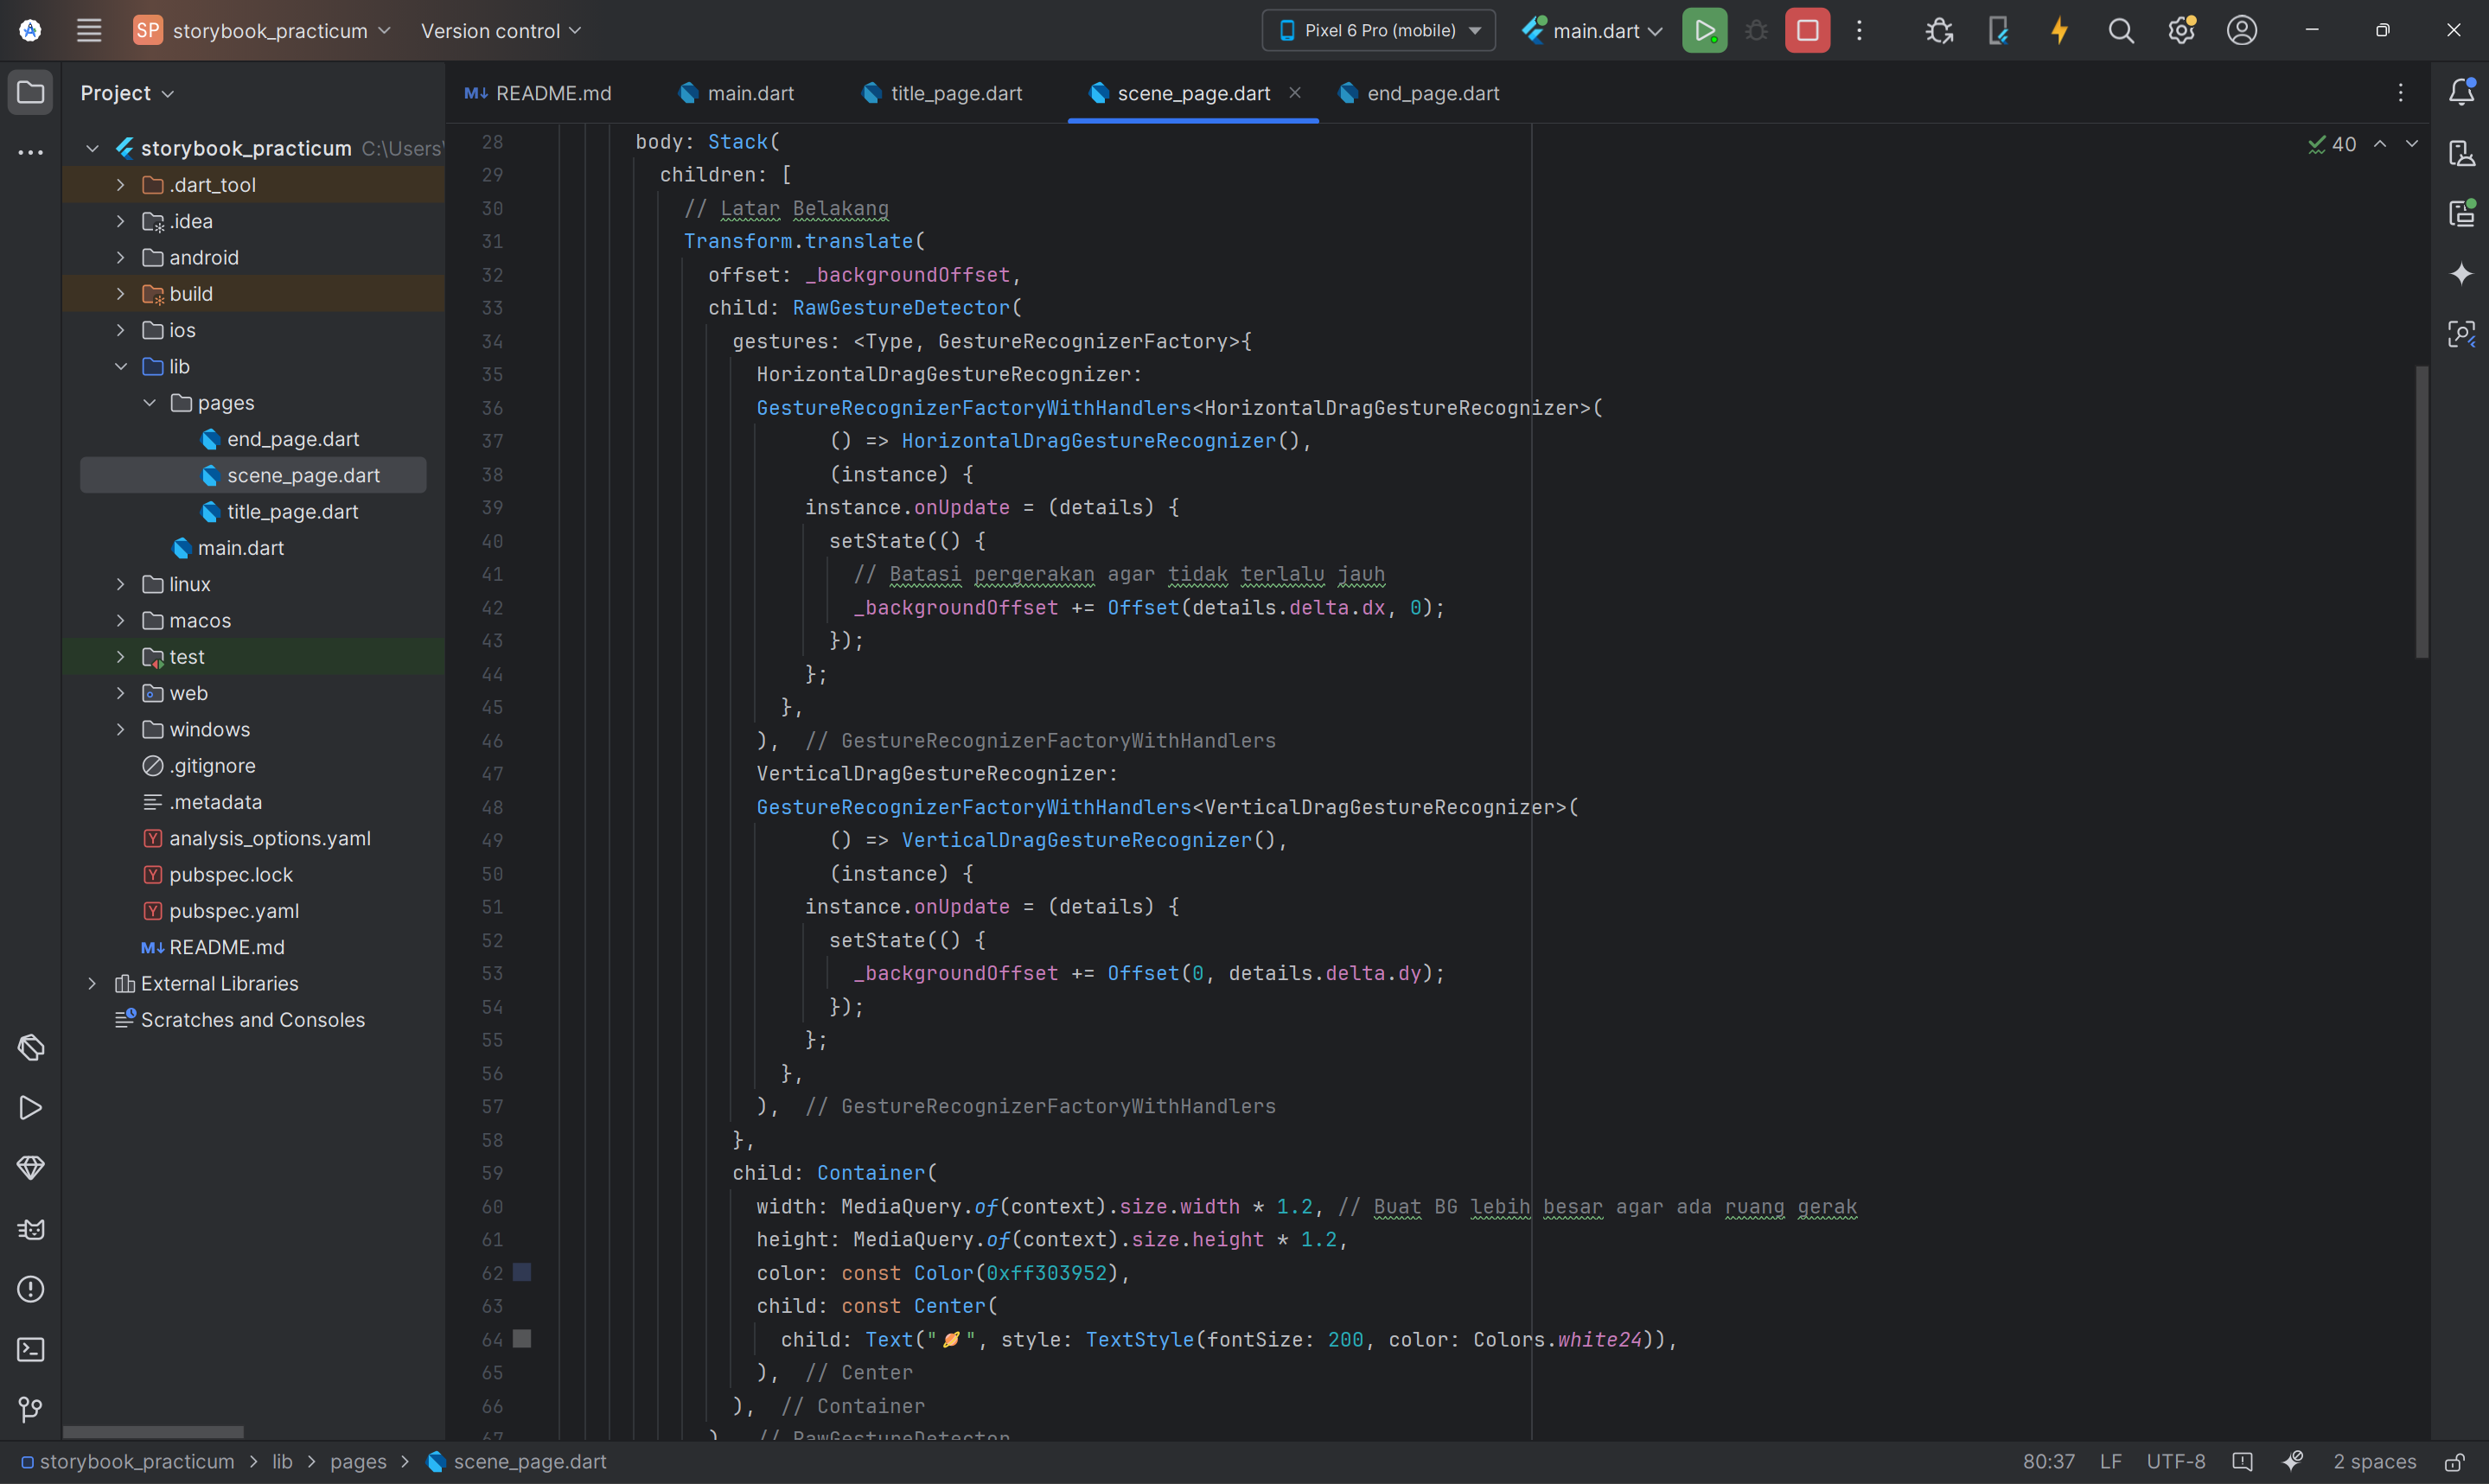 SP storybook_practicum Version control Pixel 6 Pro (mobile) main.dart
Project
README.md main.dart title_page.dart scene_page.dart end_page.dart
storybook_practicum C:\Users\
.dart_tool
.idea
android
build
ios
lib
pages
end_page.dart
scene_page.dart
title_page.dart
main.dart
linux
macos
test
web
windows
.gitignore
.metadata
analysis_options.yaml
pubspec.lock
pubspec.yaml
README.md
External Libraries
Scratches and Consoles
40
28 body: Stack(
29 children: [
30 // Latar Belakang
31 Transform.translate(
32 offset: _backgroundOffset,
33 child: RawGestureDetector(
34 gestures: <Type, GestureRecognizerFactory>{
35 HorizontalDragGestureRecognizer:
36 GestureRecognizerFactoryWithHandlers<HorizontalDragGestureRecognizer>(
37 () => HorizontalDragGestureRecognizer(),
38 (instance) {
39 instance.onUpdate = (details) {
40 setState(() {
41 // Batasi pergerakan agar tidak terlalu jauh
42 _backgroundOffset += Offset(details.delta.dx, 0);
43 });
44 };
45 },
46 ), // GestureRecognizerFactoryWithHandlers
47 VerticalDragGestureRecognizer:
48 GestureRecognizerFactoryWithHandlers<VerticalDragGestureRecognizer>(
49 () => VerticalDragGestureRecognizer(),
50 (instance) {
51 instance.onUpdate = (details) {
52 setState(() {
53 _backgroundOffset += Offset(0, details.delta.dy);
54 });
55 };
56 },
57 ), // GestureRecognizerFactoryWithHandlers
58 },
59 child: Container(
60 width: MediaQuery.of(context).size.width * 1.2, // Buat BG lebih besar agar ada ruang gerak
61 height: MediaQuery.of(context).size.height * 1.2,
62 color: const Color(0xff303952),
63 child: const Center(
64 child: Text("🪐", style: TextStyle(fontSize: 200, color: Colors.white24)),
65 ), // Center
66 ), // Container
67 ) // RawGestureDetector
storybook_practicum > lib > pages > scene_page.dart
80:37 LF UTF-8 2 spaces